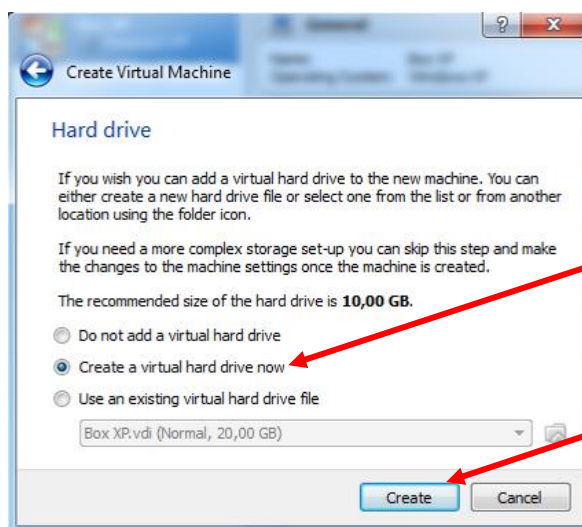 General
Create Virtual Machine
Hard drive
If you wish you can add a virtual hard drive to the new machine. You can
either create a new hard drive file or select one from the list or from another
location using the folder icon.
If you need a more complex storage set-up you can skip this step and make
the changes to the machine settings once the machine is created.
The recommended size of the hard drive is 10,00 GB.
Do not add a virtual hard drive
Create a virtual hard drive now
Use an existing virtual hard drive file
Box XP.vdi (Normal, 20,00 GB)
Create
Cancel